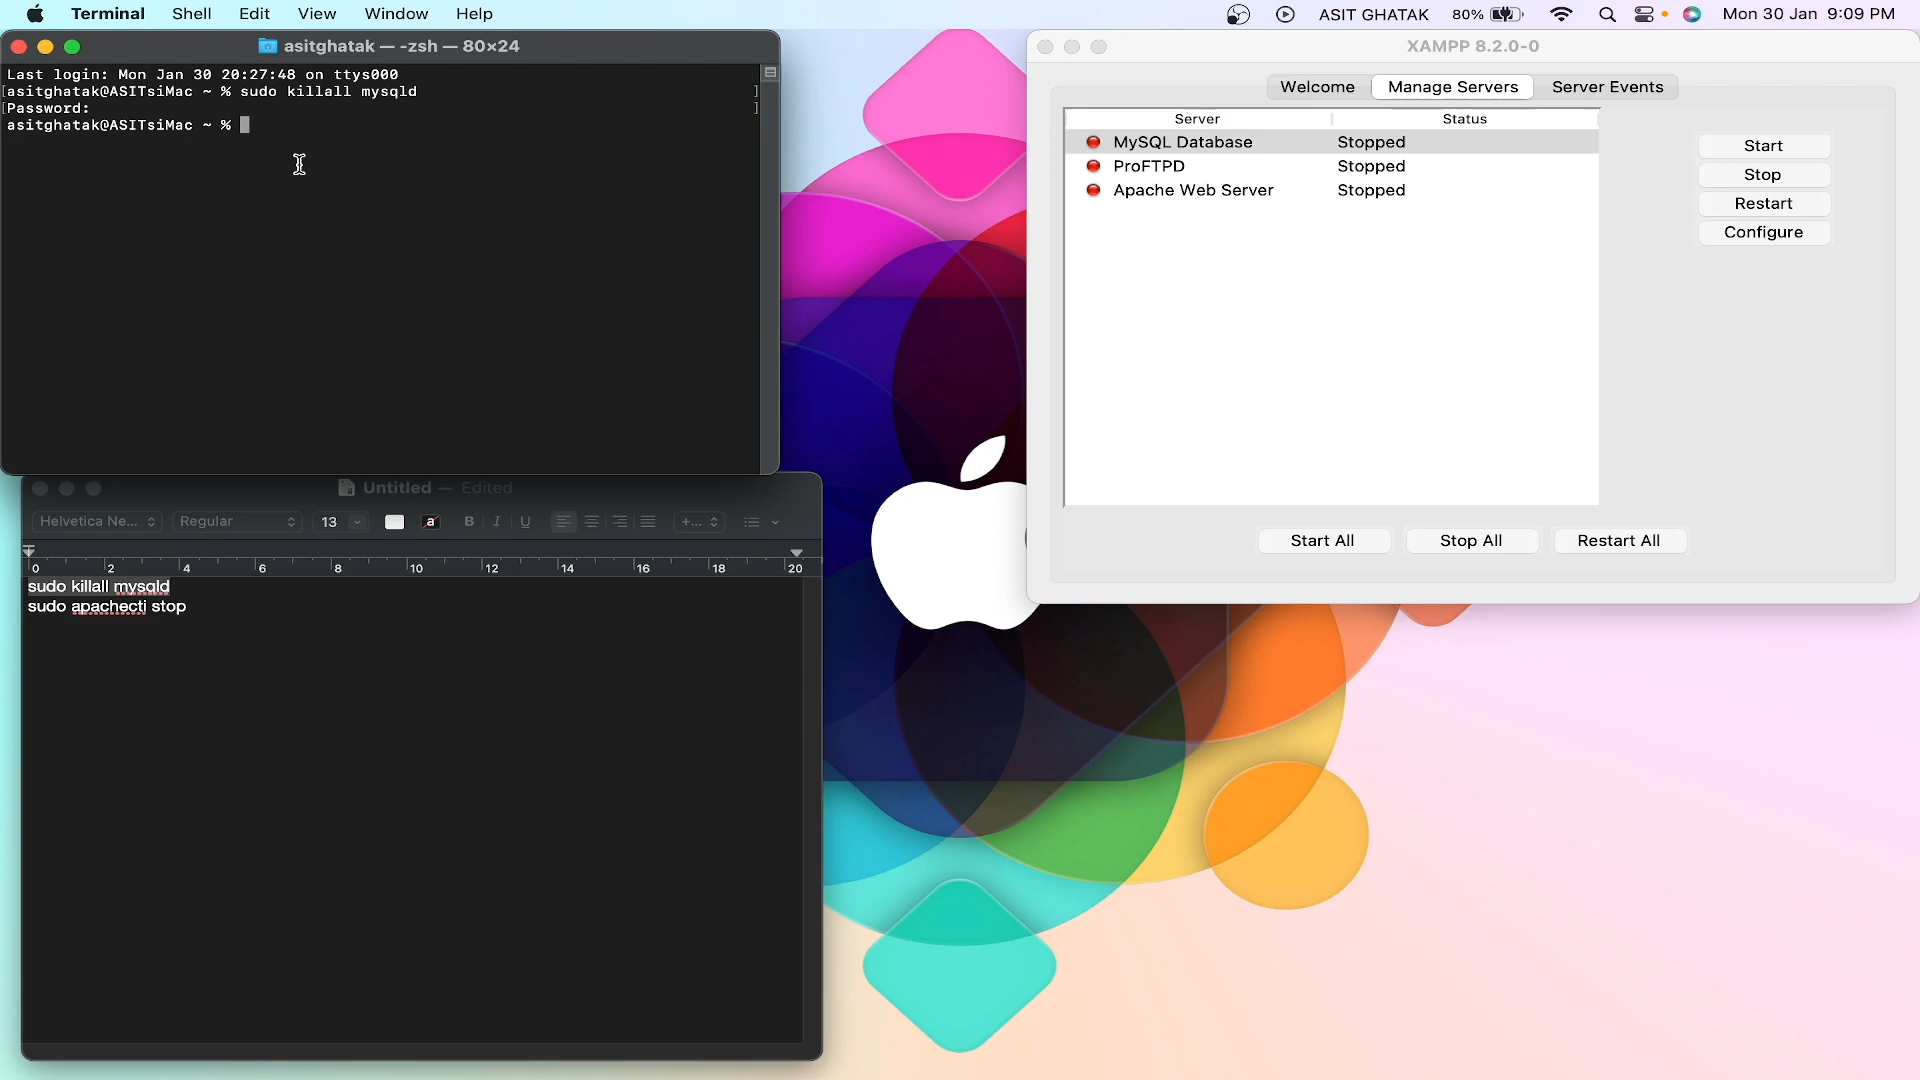 Terminal Shell Edit View Window Help ASIT GHATAK 80% Mon 30 Jan 9:09 PM
asitghatak — -zsh — 80×24
Last login: Mon Jan 30 20:27:48 on ttys000
[asitghatak@ASITsiMac ~ % sudo killall mysqld ]
[Password: ]
asitghatak@ASITsiMac ~ %
XAMPP 8.2.0-0
Welcome Manage Servers Server Events
Server Status
MySQL Database Stopped
ProFTPD Stopped
Apache Web Server Stopped
Start
Stop
Restart
Configure
Start All Stop All Restart All
Untitled — Edited
Helvetica Ne... Regular 13 a B I U +...
0 2 4 6 8 10 12 14 16 18 20
sudo killall mysqld
sudo apachectl stop